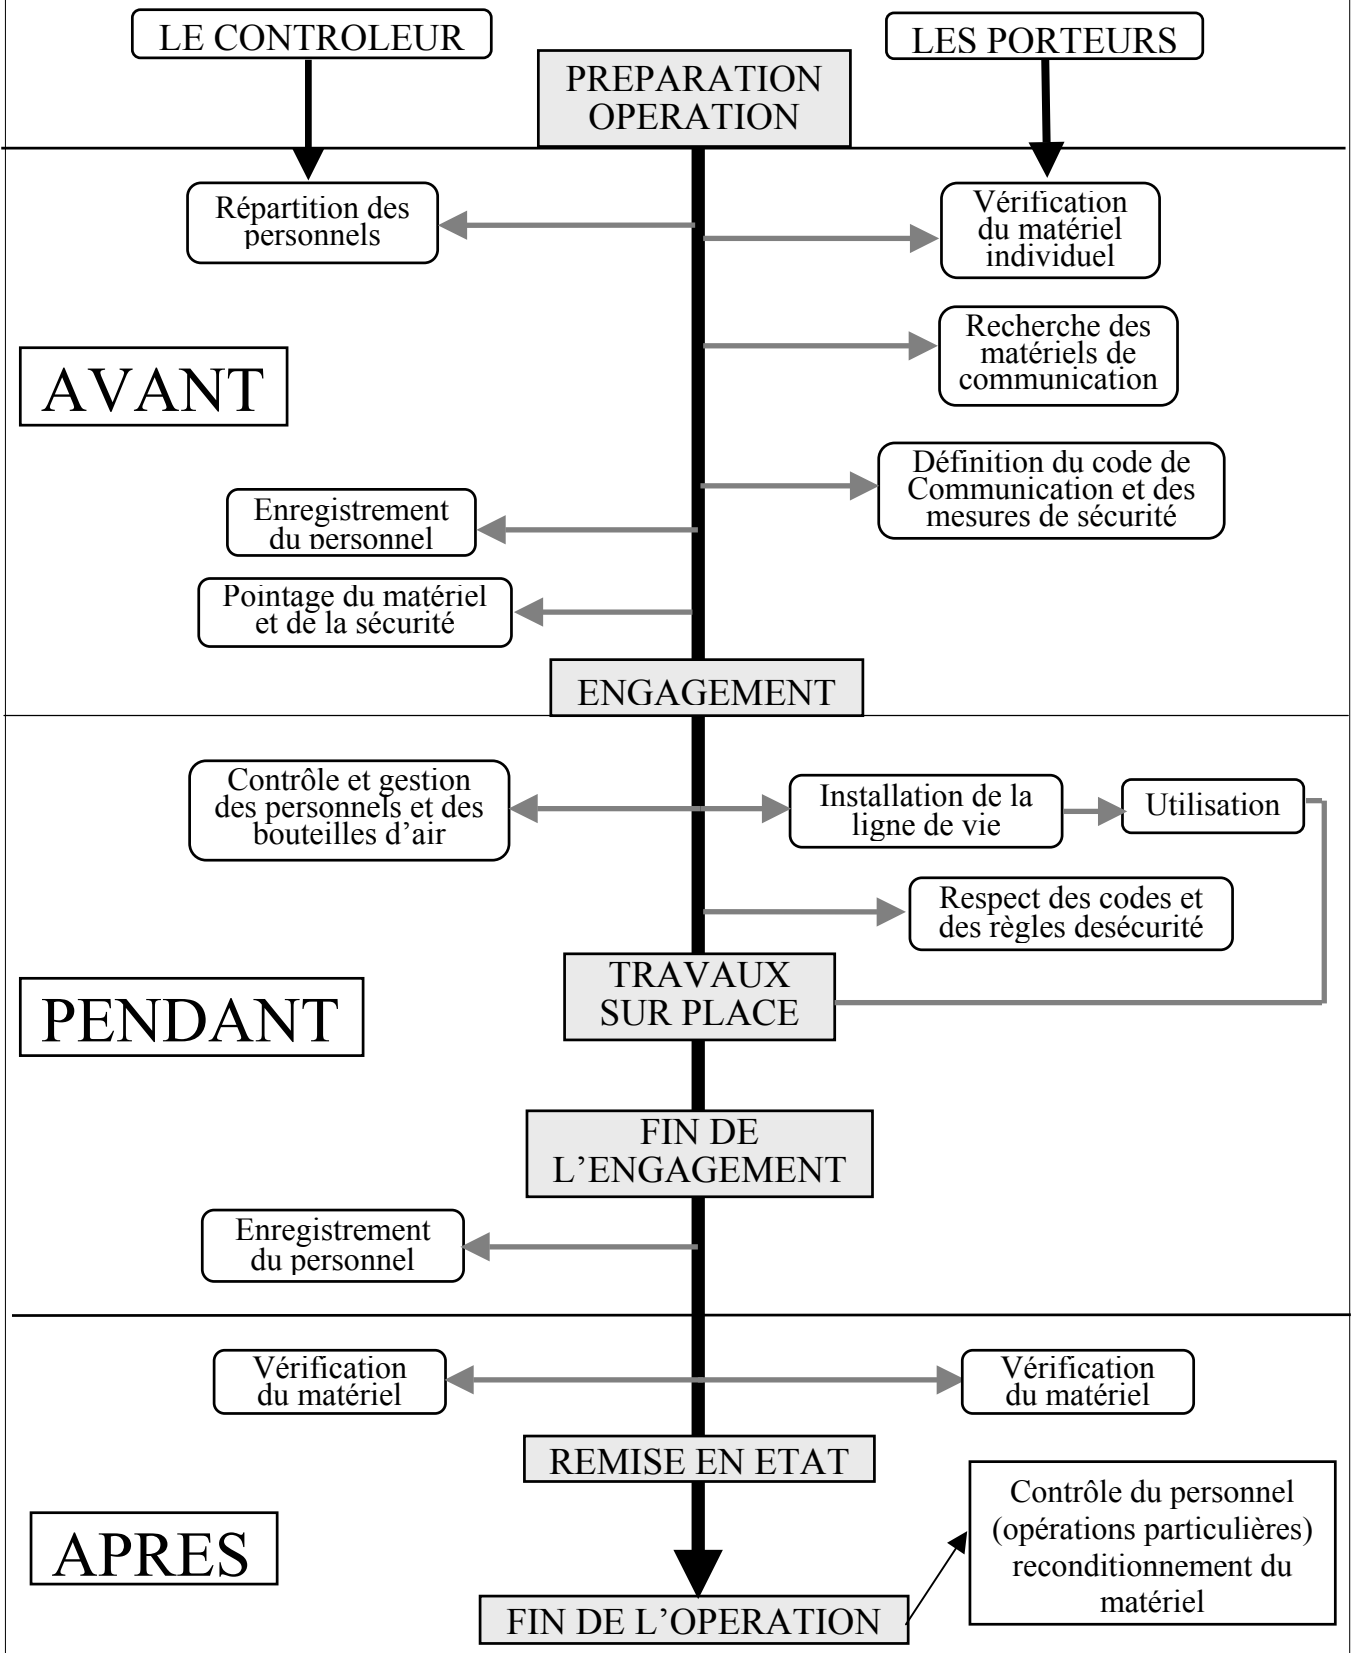 LE CONTROLEUR
LES PORTEURS
PREPARATION
OPERATION
Répartition des
personnels
Vérification
du matériel
individuel
Recherche des
matériels de
communication
AVANT
Définition du code de
Communication et des
mesures de sécurité
Enregistrement
du personnel
Pointage du matériel
et de la sécurité
ENGAGEMENT
Contrôle et gestion
des personnels et des
bouteilles d’air
Installation de la
ligne de vie
Utilisation
Respect des codes et
des règles desécurité
TRAVAUX
SUR PLACE
PENDANT
FIN DE
L’ENGAGEMENT
Enregistrement
du personnel
Vérification
du matériel
Vérification
du matériel
REMISE EN ETAT
Contrôle du personnel
(opérations particulières)
reconditionnement du
matériel
APRES
FIN DE L’OPERATION